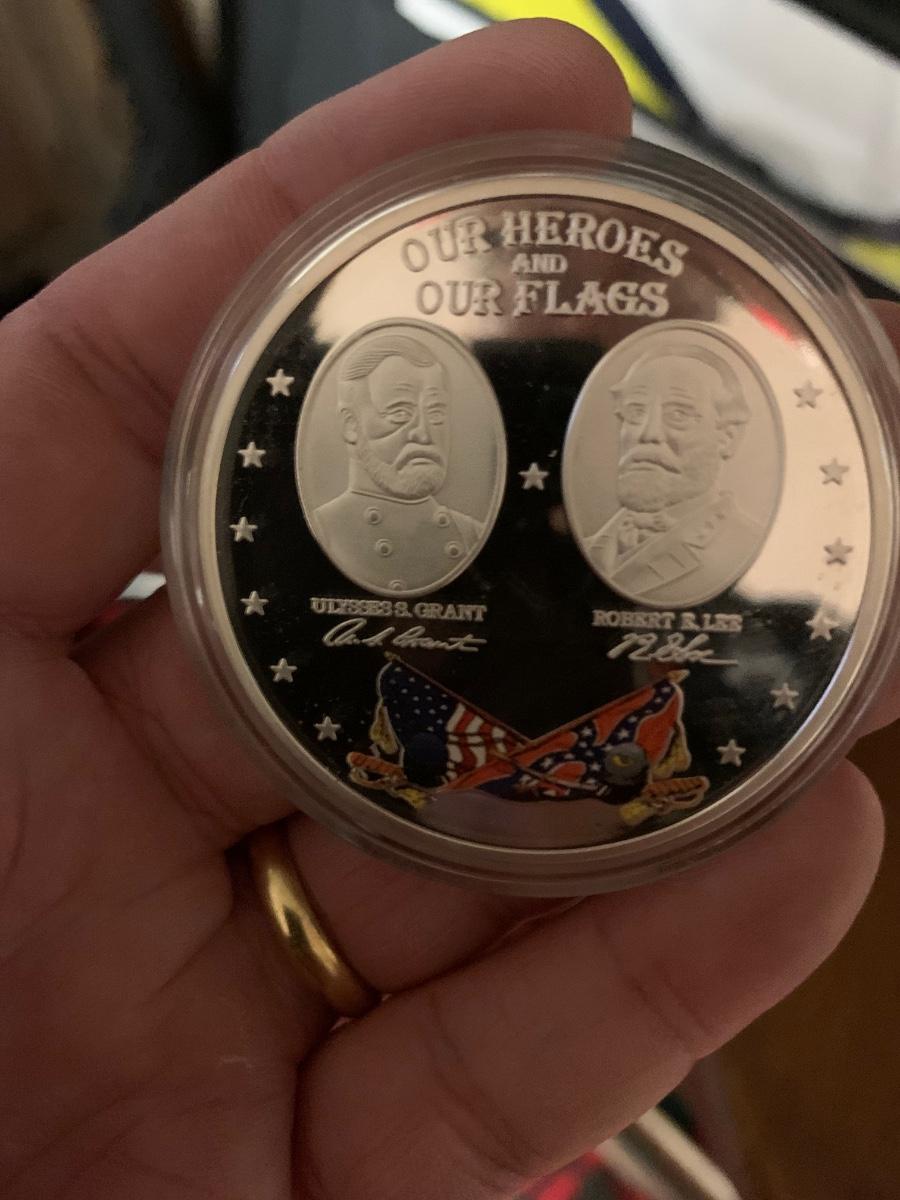 OUR HEROES
AND
OUR FLAGS
ULYSSES S. GRANT
ROBERT E. LEE